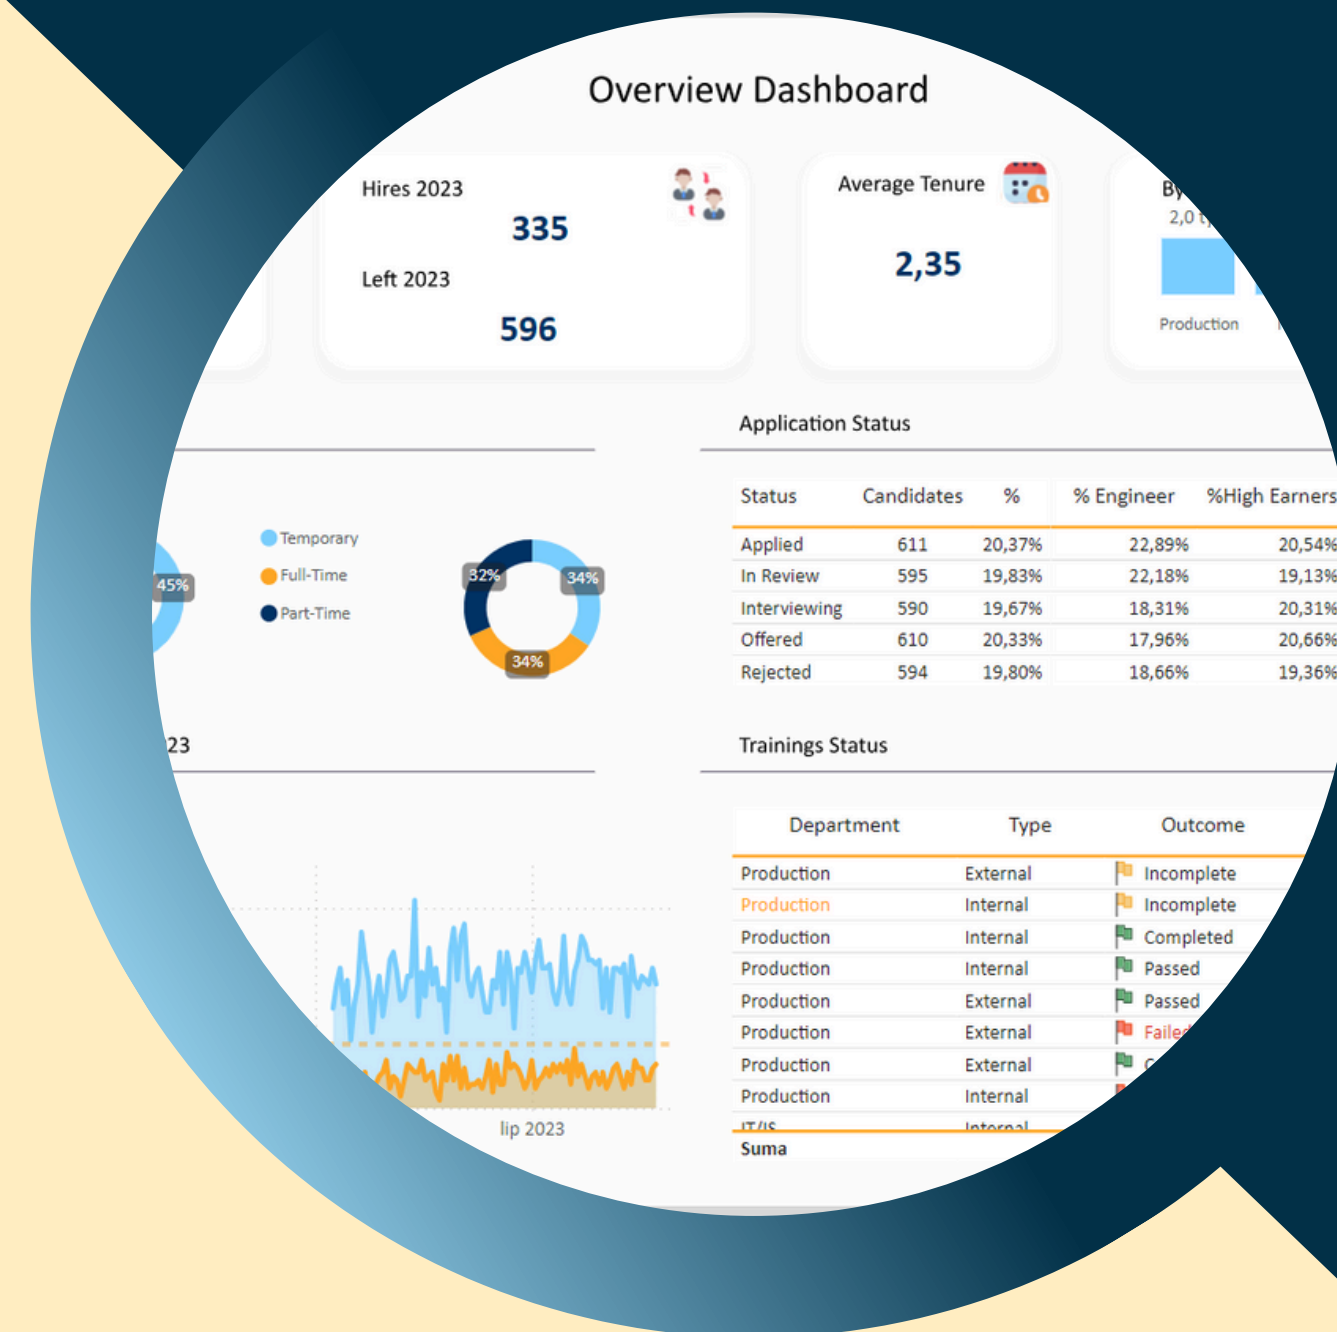 Overview Dashboard
Hires 2023
335
Left 2023
596
Average Tenure
2,35
By
2,0
Production
45%
Temporary
Full-Time
Part-Time
32%
34%
34%
Application Status
Status Candidates % % Engineer %High Earners
Applied 611 20,37% 22,89% 20,54%
In Review 595 19,83% 22,18% 19,13%
Interviewing 590 19,67% 18,31% 20,31%
Offered 610 20,33% 17,96% 20,66%
Rejected 594 19,80% 18,66% 19,36%
23
lip 2023
Trainings Status
Department Type Outcome
Production External Incomplete
Production Internal Incomplete
Production Internal Completed
Production Internal Passed
Production External Passed
Production External Failed
Production External
Production Internal
IT/IS Internal
Suma